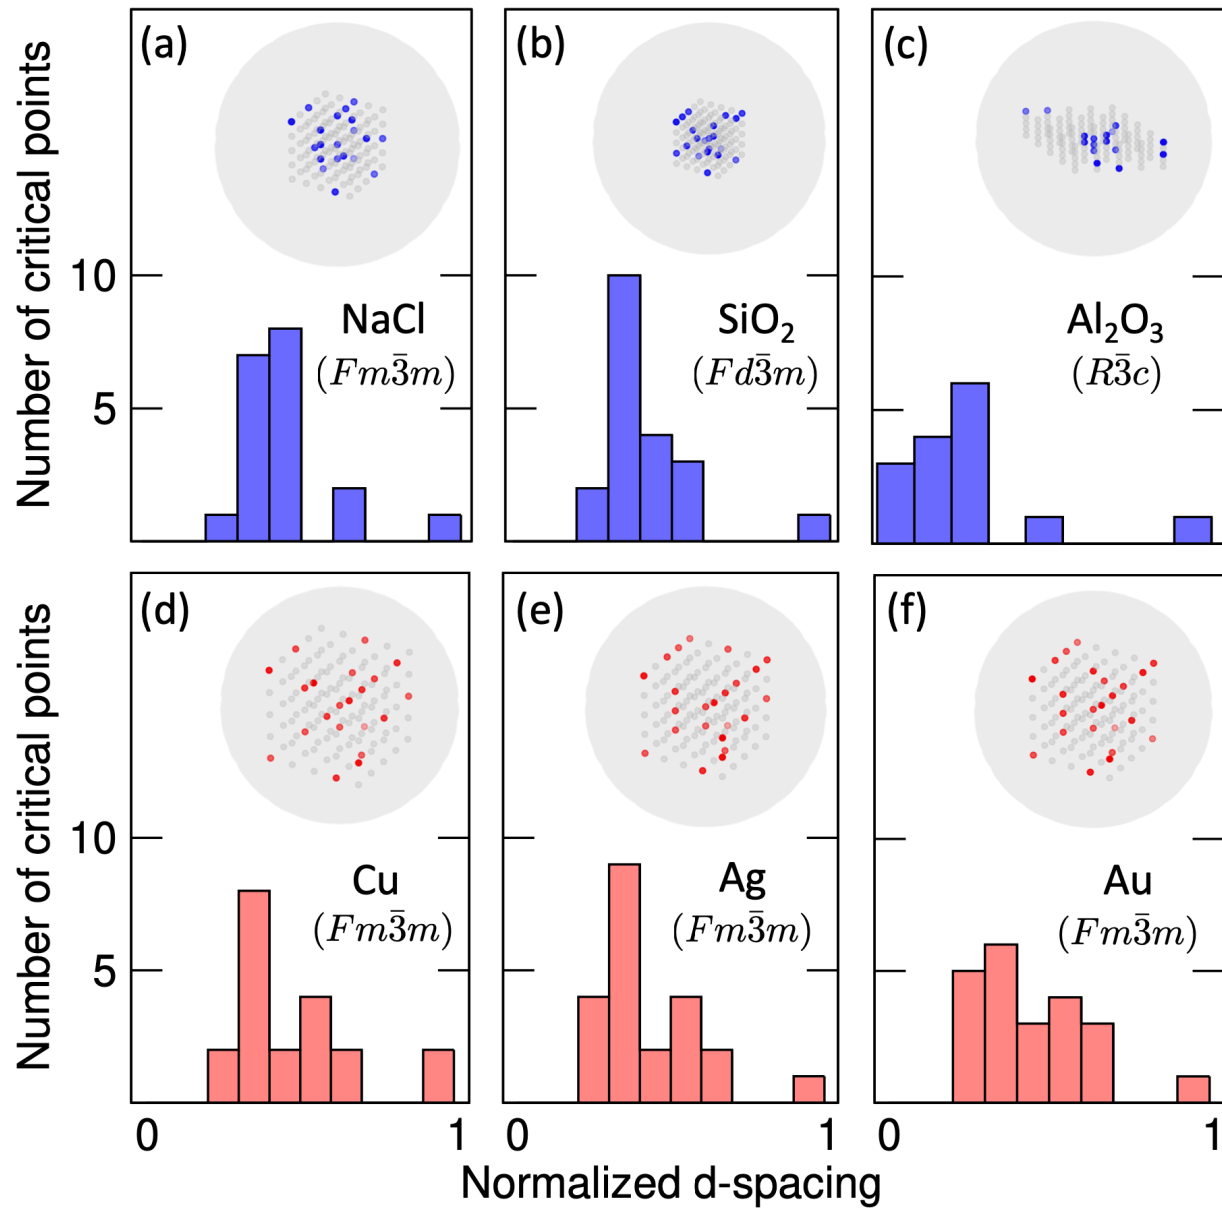 (a)
NaCl
(Fm3̅m)
(b)
SiO₂
(Fd3̅m)
(c)
Al₂O₃
(R3̅c)
Number of critical points
10
5
(d)
Cu
(Fm3̅m)
(e)
Ag
(Fm3̅m)
(f)
Au
(Fm3̅m)
Number of critical points
10
5
0 1 0 1 0 1
Normalized d-spacing